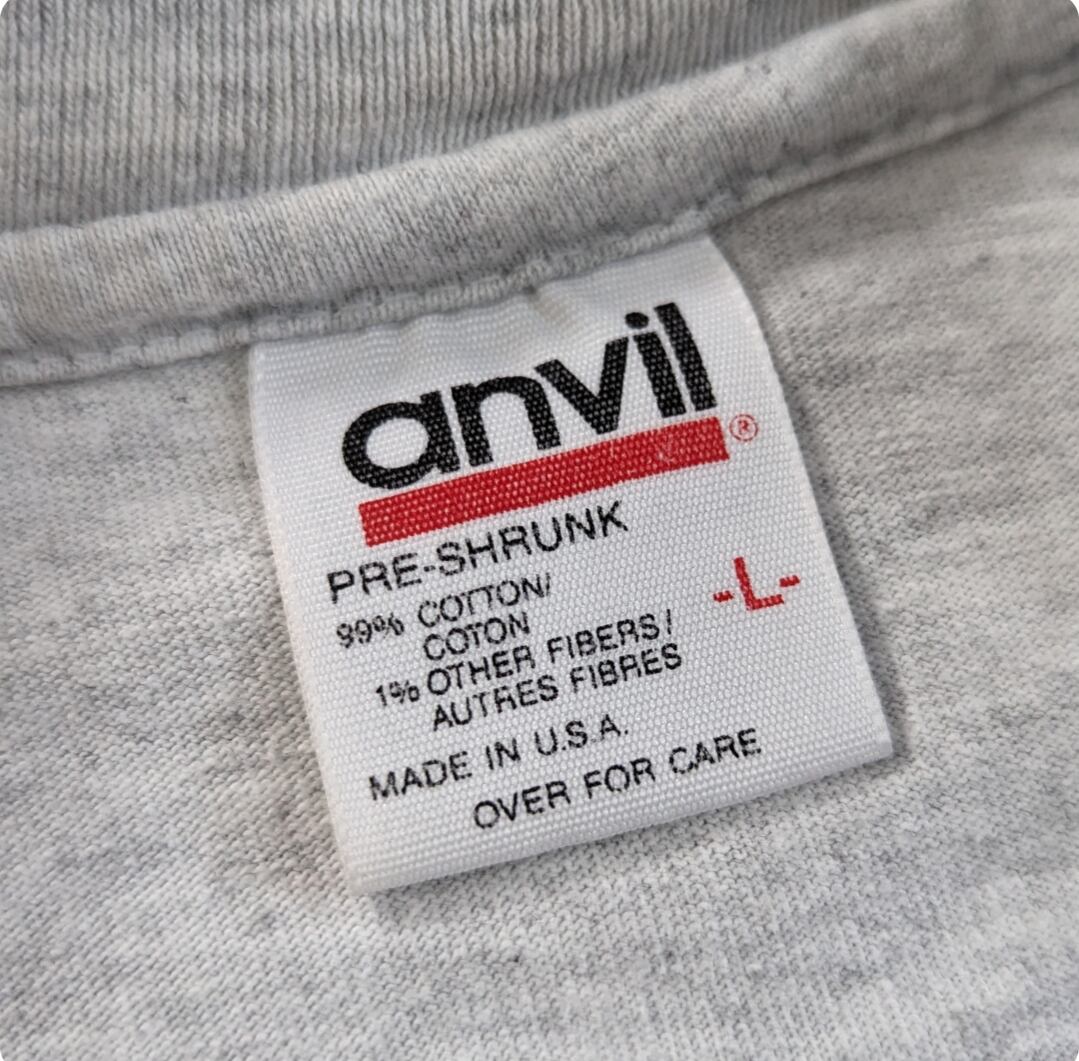 anvil®
PRE-SHRUNK
99% COTTON/
COTON
-L-
1% OTHER FIBERS/
AUTRES FIBRES
MADE IN U.S.A.
OVER FOR CARE